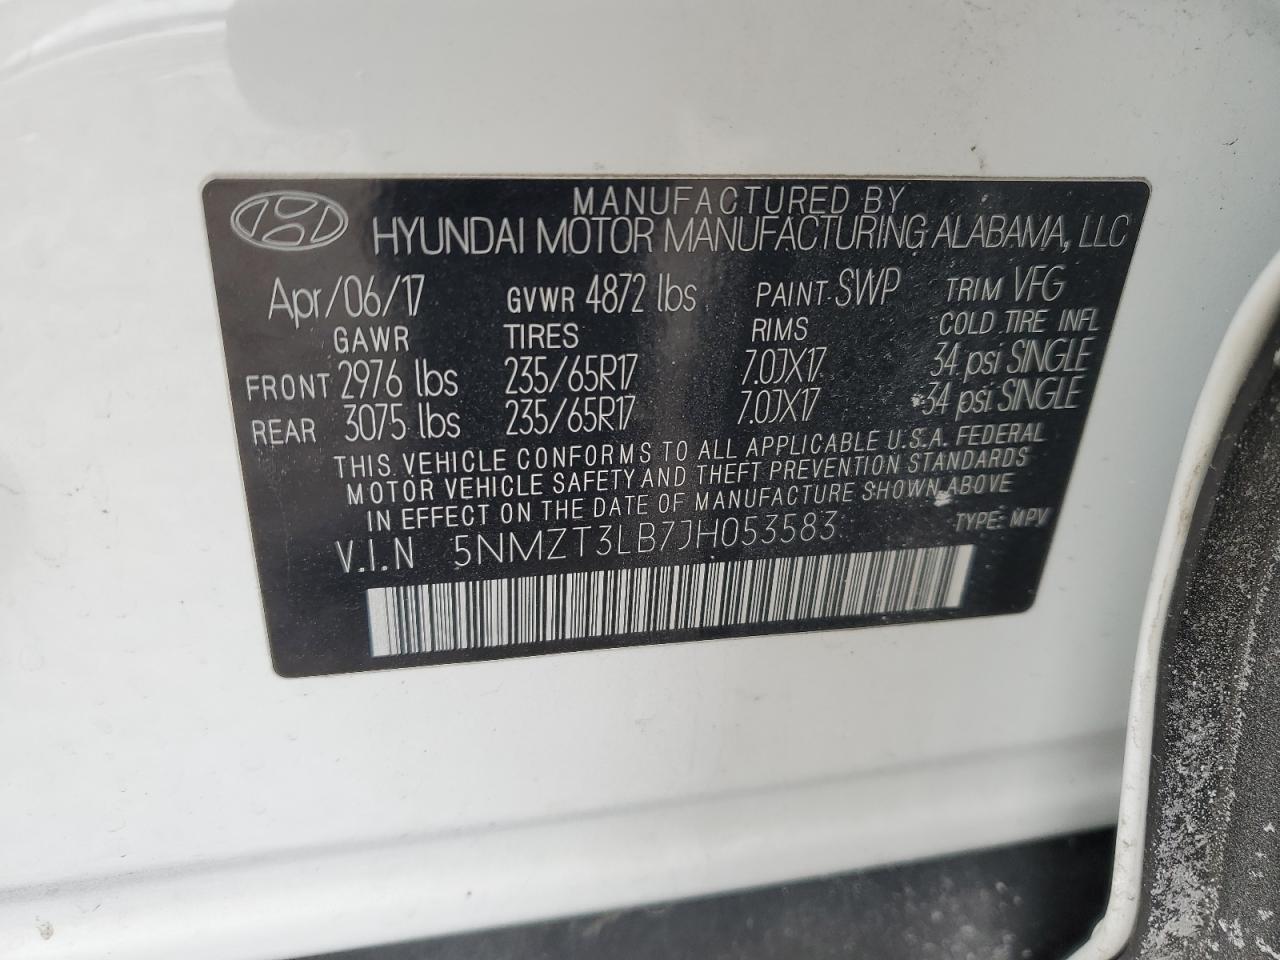 MANUFACTURED BY
HYUNDAI MOTOR MANUFACTURING ALABAMA, LLC
Apr/06/17 GVWR 4872 lbs PAINT SWP TRIM VFG
GAWR TIRES RIMS COLD TIRE INFL
FRONT 2976 lbs 235/65R17 7.0JX17 34 psi SINGLE
REAR 3075 lbs 235/65R17 7.0JX17 34 psi SINGLE
THIS VEHICLE CONFORMS TO ALL APPLICABLE U.S.A. FEDERAL
MOTOR VEHICLE SAFETY AND THEFT PREVENTION STANDARDS
IN EFFECT ON THE DATE OF MANUFACTURE SHOWN ABOVE
V.I.N 5NMZT3LB7JH053583 TYPE: MPV